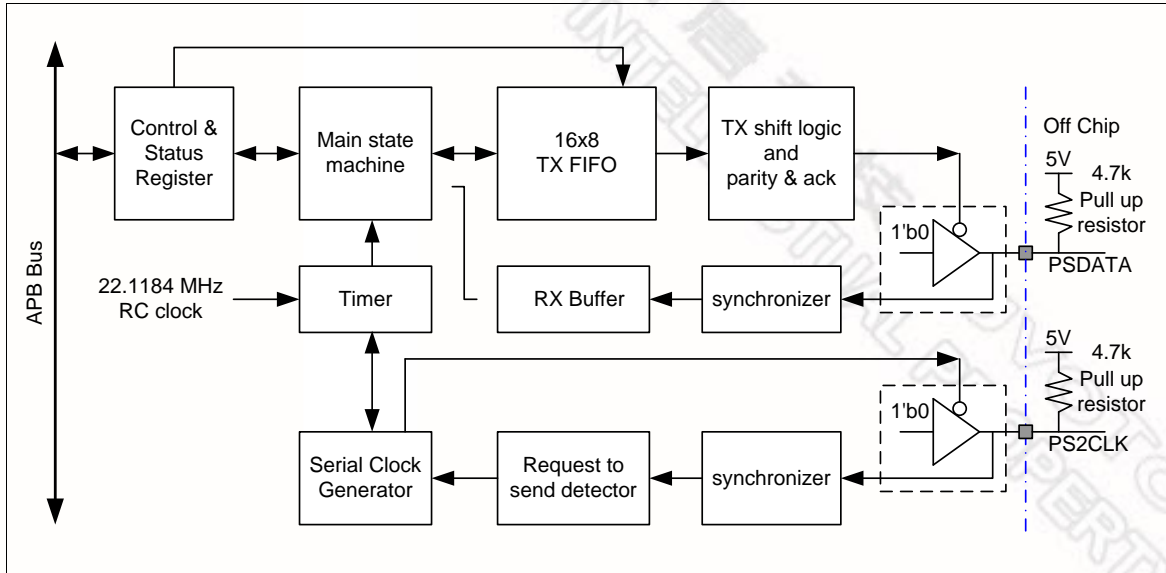 APB Bus
Control &
Status
Register
Main state
machine
16x8
TX FIFO
TX shift logic
and
parity & ack
Off Chip
5V
4.7k
Pull up
resistor
1'b0
PSDATA
22.1184 MHz
RC clock
Timer
RX Buffer
synchronizer
5V
4.7k
Pull up
resistor
1'b0
PS2CLK
Serial Clock
Generator
Request to
send detector
synchronizer